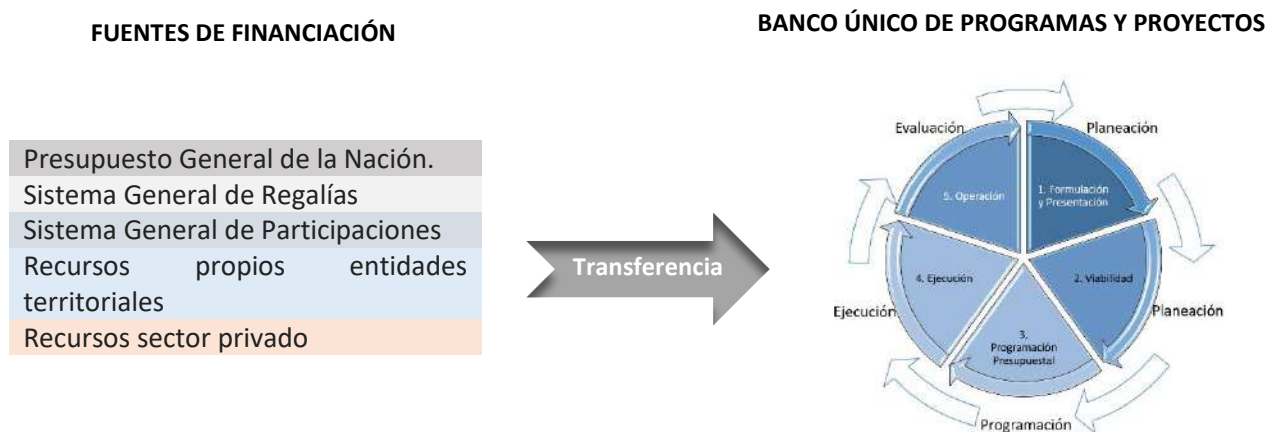 FUENTES DE FINANCIACIÓN
Presupuesto General de la Nación.
Sistema General de Regalías
Sistema General de Participaciones
Recursos propios entidades
territoriales
Recursos sector privado
Transferencia
BANCO ÚNICO DE PROGRAMAS Y PROYECTOS
Evaluación
Planeación
5. Operación
1. Formulación
y Presentación
4. Ejecución
2. Viabilidad
Ejecución
Planeación
3.
Programación
Presupuestal
Programación